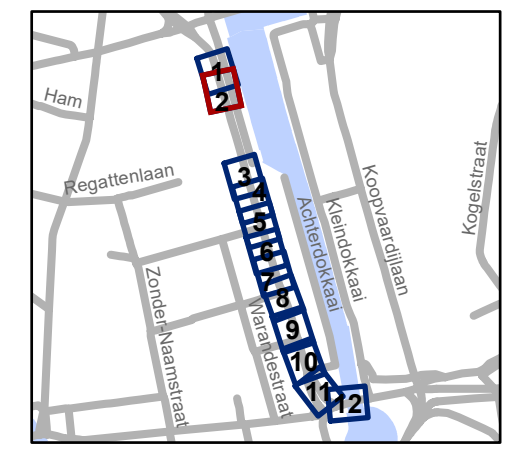 1
2
Ham
Regattenlaan
3
4
5
6
7
8
9
10
11
12
Achterdokkaai
Kleindokkaai
Koopvaardijlaan
Kogelstraat
Zonder-Naamstraat
Warandestraat